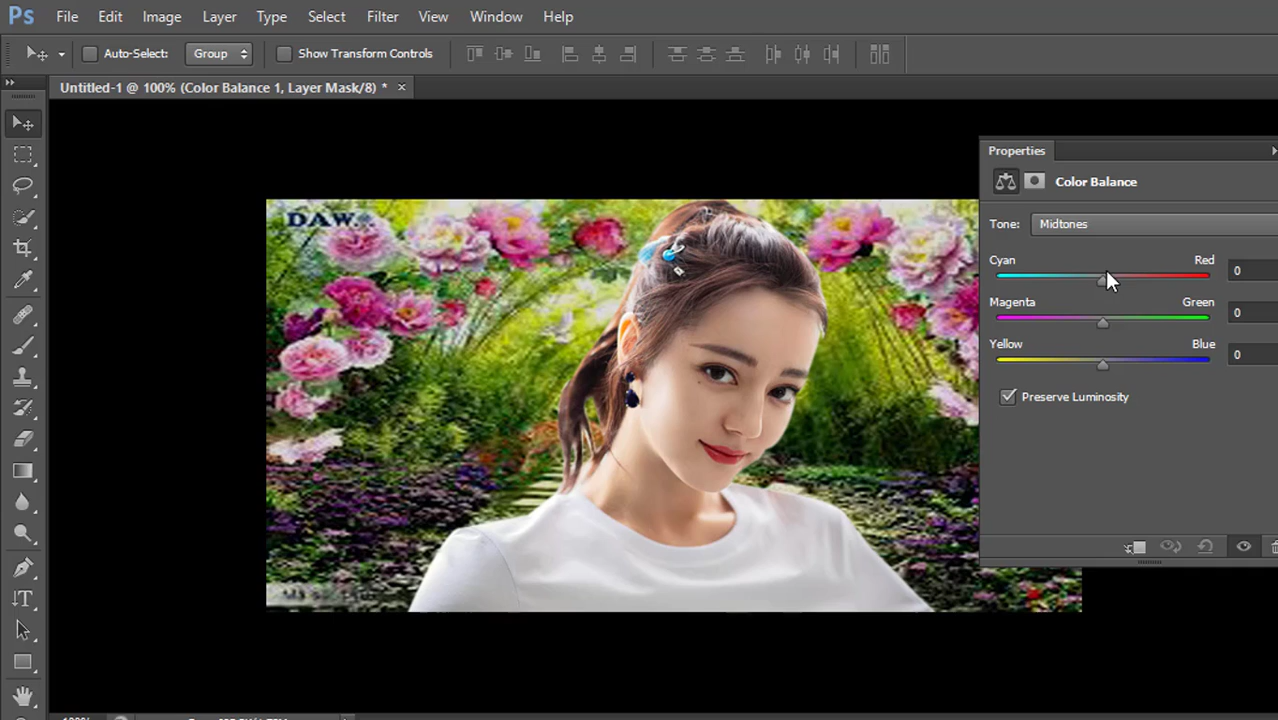 Ps File Edit Image Layer Type Select Filter View Window Help
Auto-Select: Group Show Transform Controls
Untitled-1 @ 100% (Color Balance 1, Layer Mask/8) *
Properties
Color Balance
Tone: Midtones
Cyan Red 0
Magenta Green 0
Yellow Blue 0
Preserve Luminosity
DAW